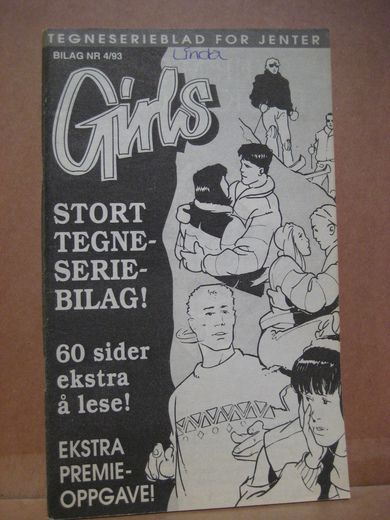 TEGNESERIEBLAD FOR JENTER
BILAG NR 4/93
Linda
Girls
STORT
TEGNE-
SERIE-
BILAG!
60 sider
ekstra
å lese!
EKSTRA
PREMIE-
OPPGAVE!